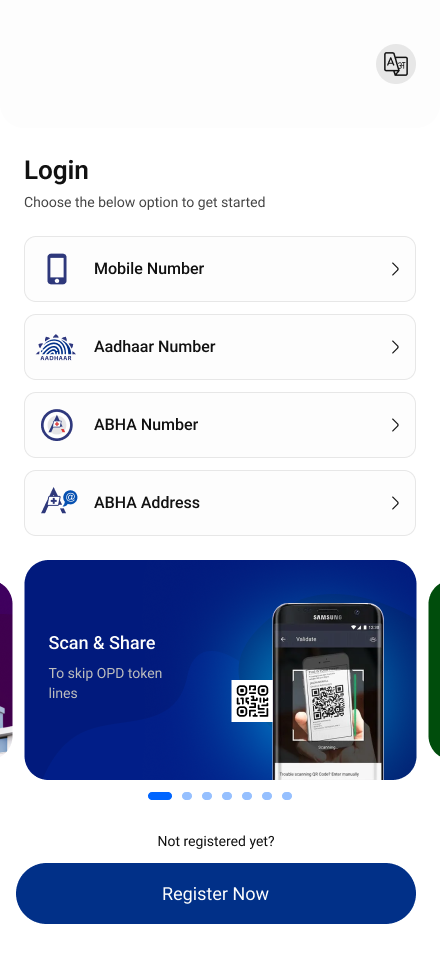 A अ
Login
Choose the below option to get started
Mobile Number
AADHAAR
Aadhaar Number
ABHA Number
@
ABHA Address
SAMSUNG
12:30
Validate
Scan & Share
To skip OPD token
lines
Scanning..
Trouble scanning QR Code? Enter manually
Not registered yet?
Register Now